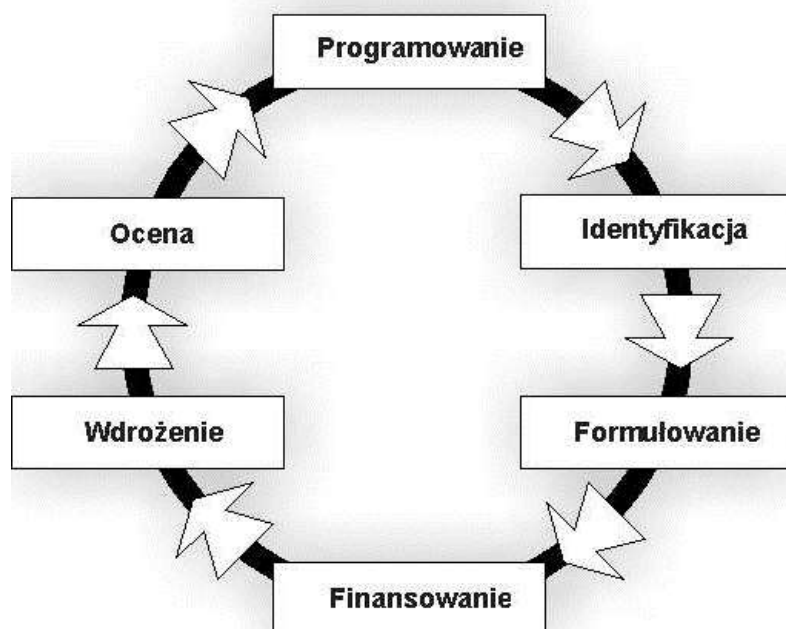 Programowanie
Identyfikacja
Formułowanie
Finansowanie
Wdrożenie
Ocena